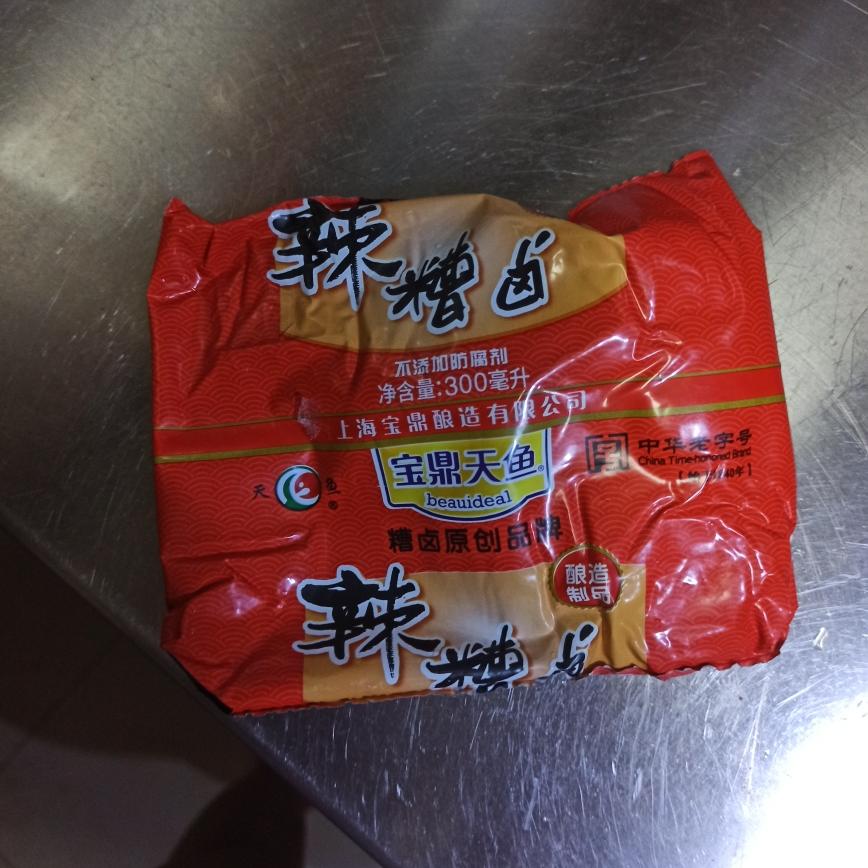 辣糟卤
不添加防腐剂
净含量:300毫升
上海宝鼎酿造有限公司
宝鼎天鱼®
beauideal
天 鱼®
中华老字号
China Time-honored Brand
糟卤原创品牌
酿造
制品
辣糟卤